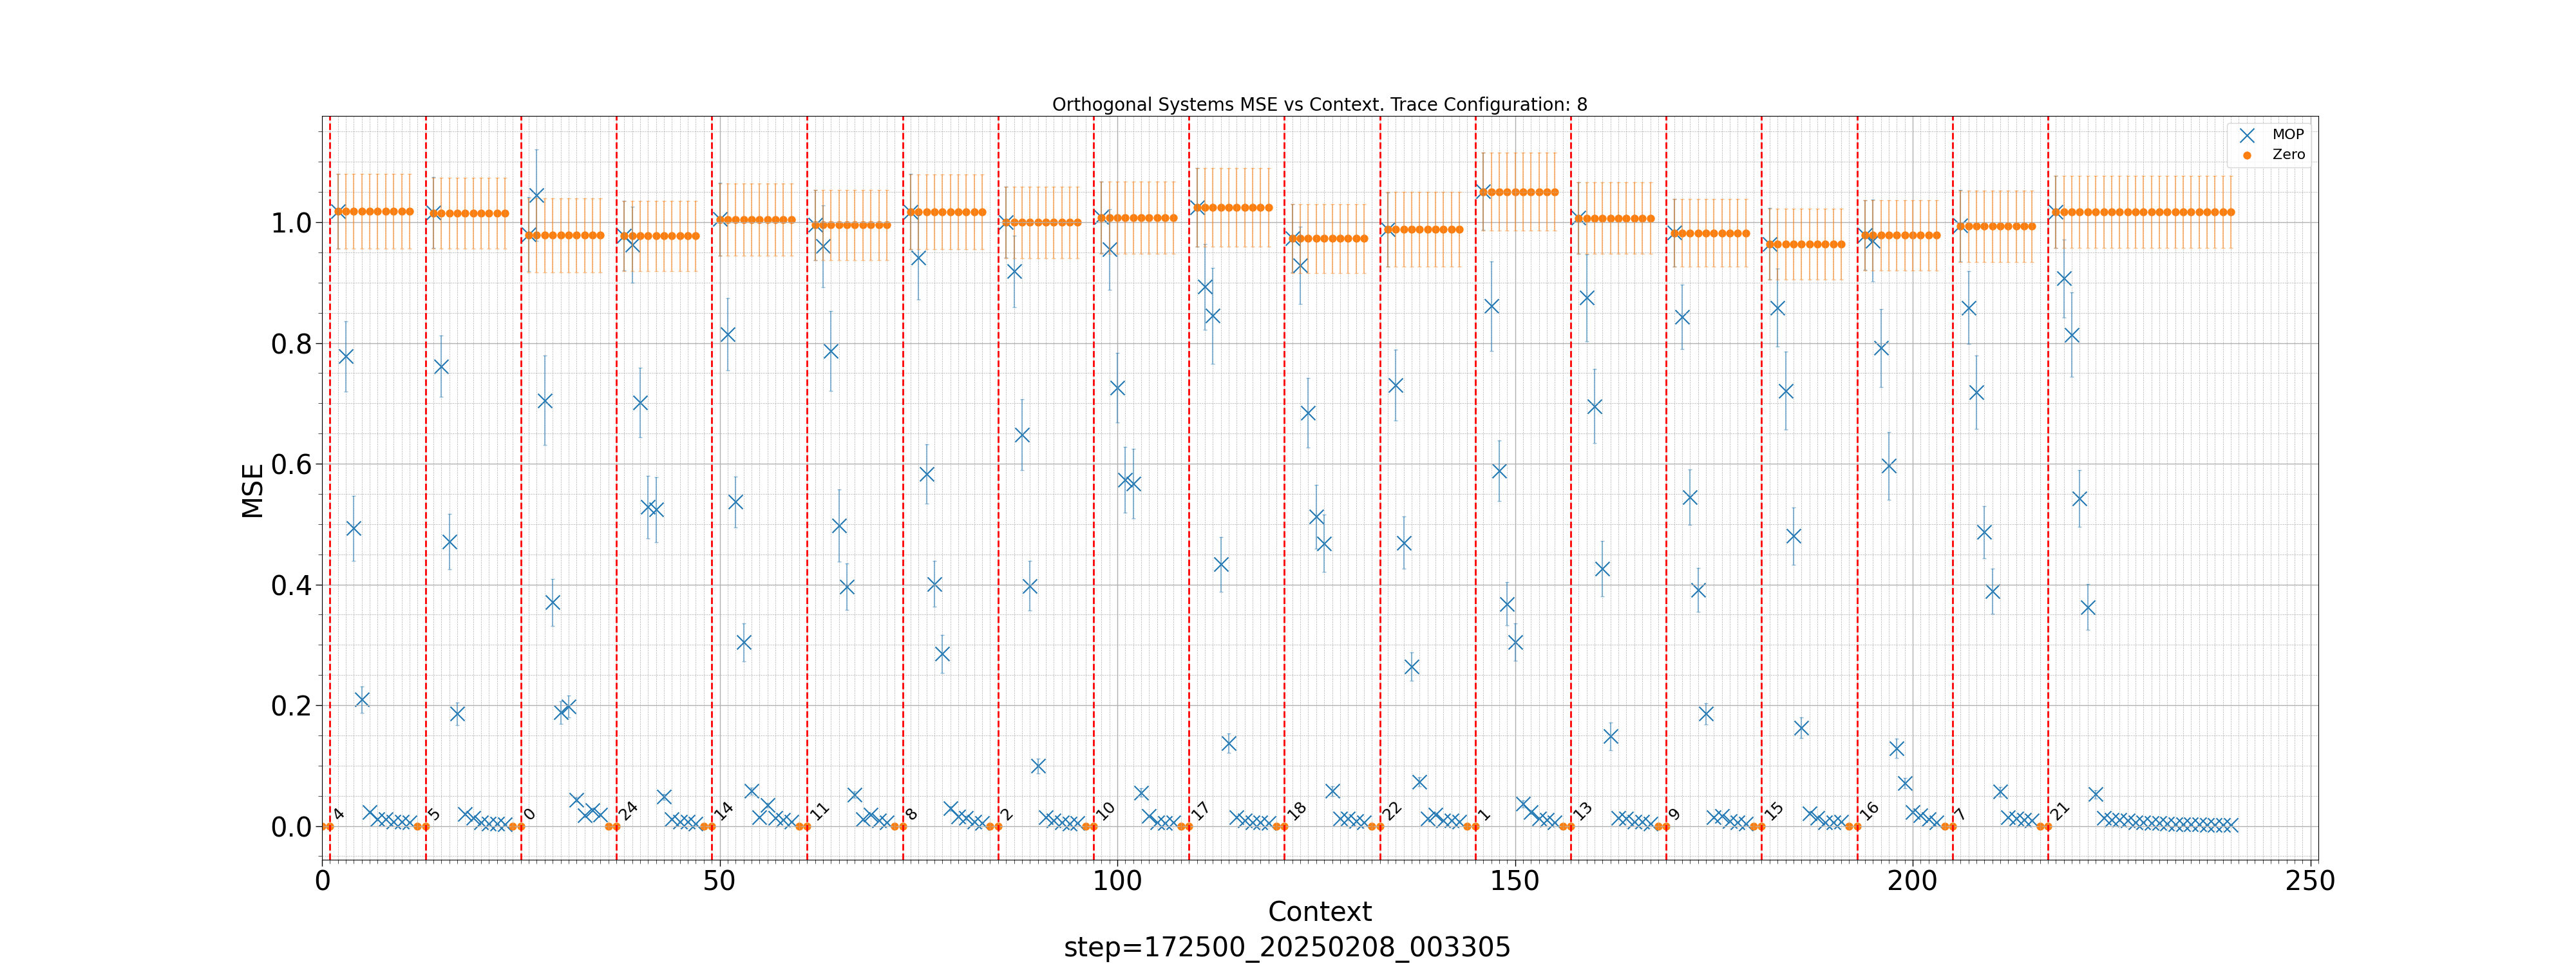 Orthogonal Systems MSE vs Context. Trace Configuration: 8
MOP
Zero
MSE
1.0
0.8
0.6
0.4
0.2
0.0
4 5 0 24 14 11 8 2 10 17 18 22 1 13 9 15 16 7 21
0 50 100 150 200 250
Context
step=172500_20250208_003305